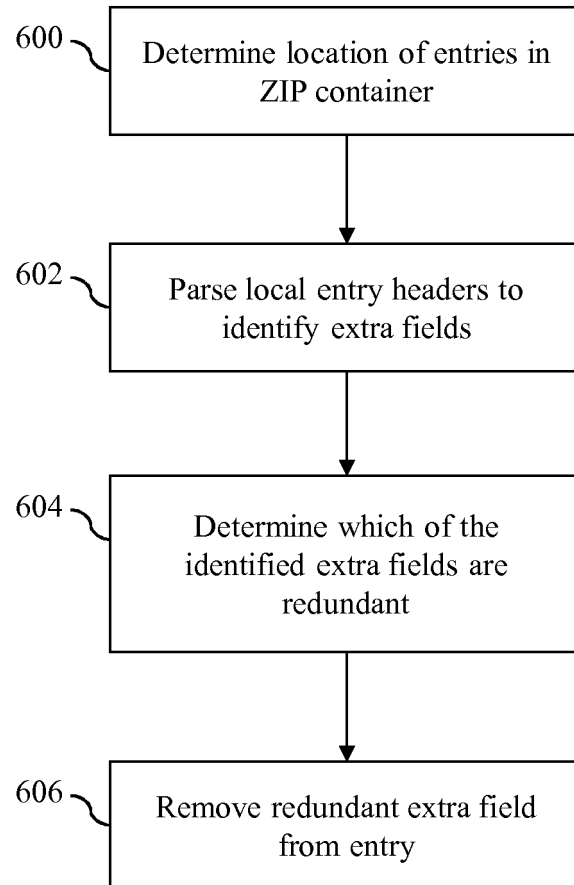 600
Determine location of entries in
ZIP container
602
Parse local entry headers to
identify extra fields
604
Determine which of the
identified extra fields are
redundant
606
Remove redundant extra field
from entry